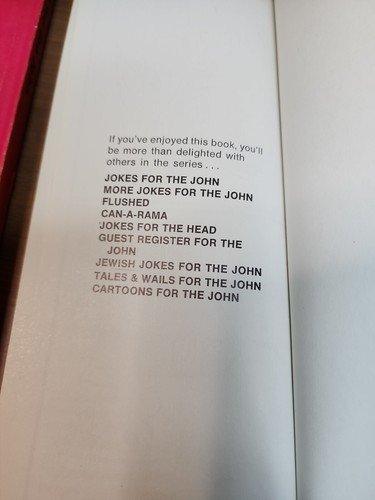 If you've enjoyed this book, you'll
be more than delighted with
others in the series . . .
JOKES FOR THE JOHN
MORE JOKES FOR THE JOHN
FLUSHED
CAN-A-RAMA
JOKES FOR THE HEAD
GUEST REGISTER FOR THE
JOHN
JEWISH JOKES FOR THE JOHN
TALES & WAILS FOR THE JOHN
CARTOONS FOR THE JOHN